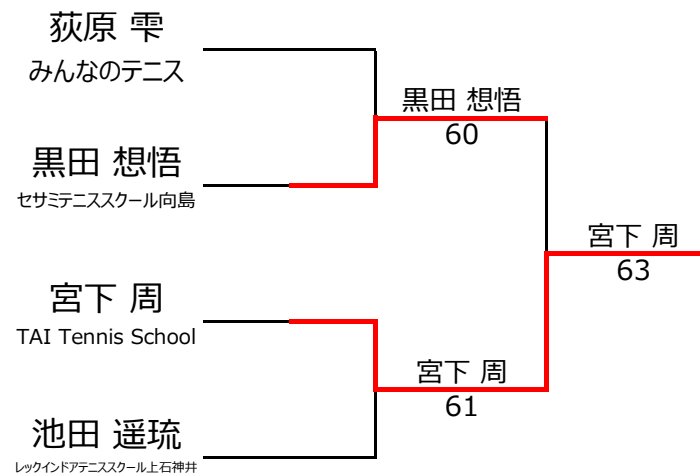 荻原 雫
みんなのテニス
黒田 想悟
60
黒田 想悟
セサミテニススクール向島
宮下 周
63
宮下 周
TAI Tennis School
宮下 周
61
池田 遥琉
レックインドアテニススクール上石神井